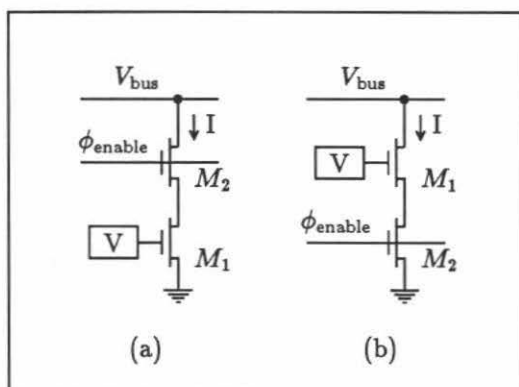 V_bus V_bus
I I
ϕ_enable
M_2 V M_1
V ϕ_enable
M_1 M_2
(a) (b)